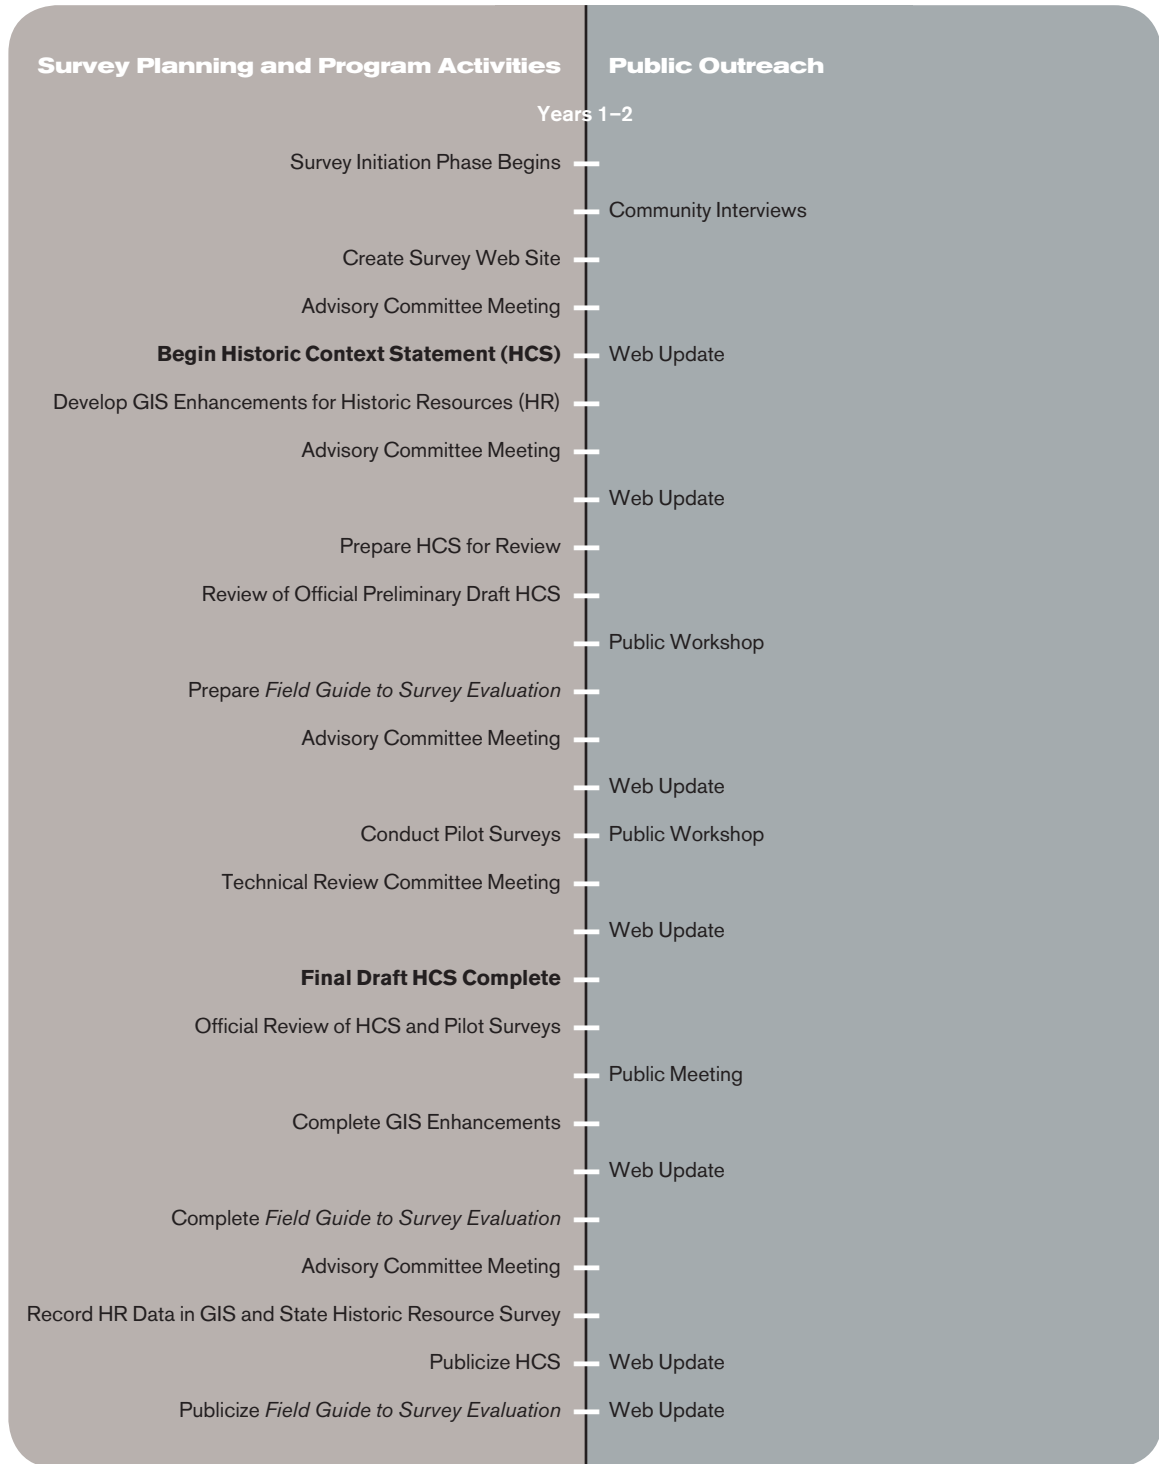 Survey Planning and Program Activities Public Outreach
Years 1–2
Survey Initiation Phase Begins
Community Interviews
Create Survey Web Site
Advisory Committee Meeting
Begin Historic Context Statement (HCS) Web Update
Develop GIS Enhancements for Historic Resources (HR)
Advisory Committee Meeting
Web Update
Prepare HCS for Review
Review of Official Preliminary Draft HCS
Public Workshop
Prepare Field Guide to Survey Evaluation
Advisory Committee Meeting
Web Update
Conduct Pilot Surveys Public Workshop
Technical Review Committee Meeting
Web Update
Final Draft HCS Complete
Official Review of HCS and Pilot Surveys
Public Meeting
Complete GIS Enhancements
Web Update
Complete Field Guide to Survey Evaluation
Advisory Committee Meeting
Record HR Data in GIS and State Historic Resource Survey
Publicize HCS Web Update
Publicize Field Guide to Survey Evaluation Web Update